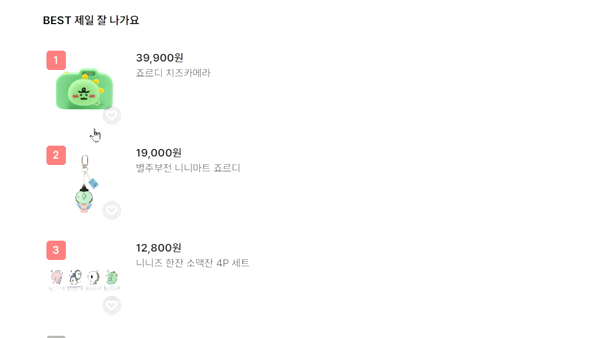 BEST 제일 잘 나가요
1
39,900원
죠르디 치즈카메라
2
19,000원
별주부전 니니마트 죠르디
3
12,800원
니니즈 한잔 소맥잔 4P 세트